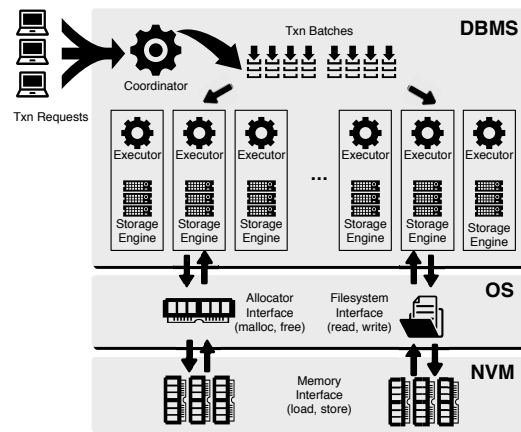 DBMS
Txn Batches
Coordinator
Txn Requests
Executor Executor Executor ... Executor Executor Executor
Storage Storage Storage Storage Storage Storage
Engine Engine Engine Engine Engine Engine
OS
Allocator
Interface
(malloc, free)
Filesystem
Interface
(read, write)
NVM
Memory
Interface
(load, store)